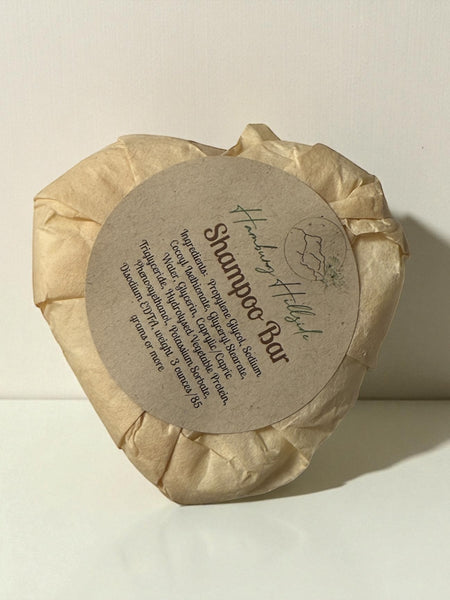 Hamburg Hillside
Shampoo Bar
Ingredients: Propylene Glycol, Sodium
Cocoyl Isethionate, Glyceryl Stearate,
Water, Glycerin, Caprylic/Capric
Triglyceride, Hydrolysed Vegetable Protein,
Phenoxyethanol, Potassium Sorbate,
Disodium EDTA weight 3 ounces/85
grams or more